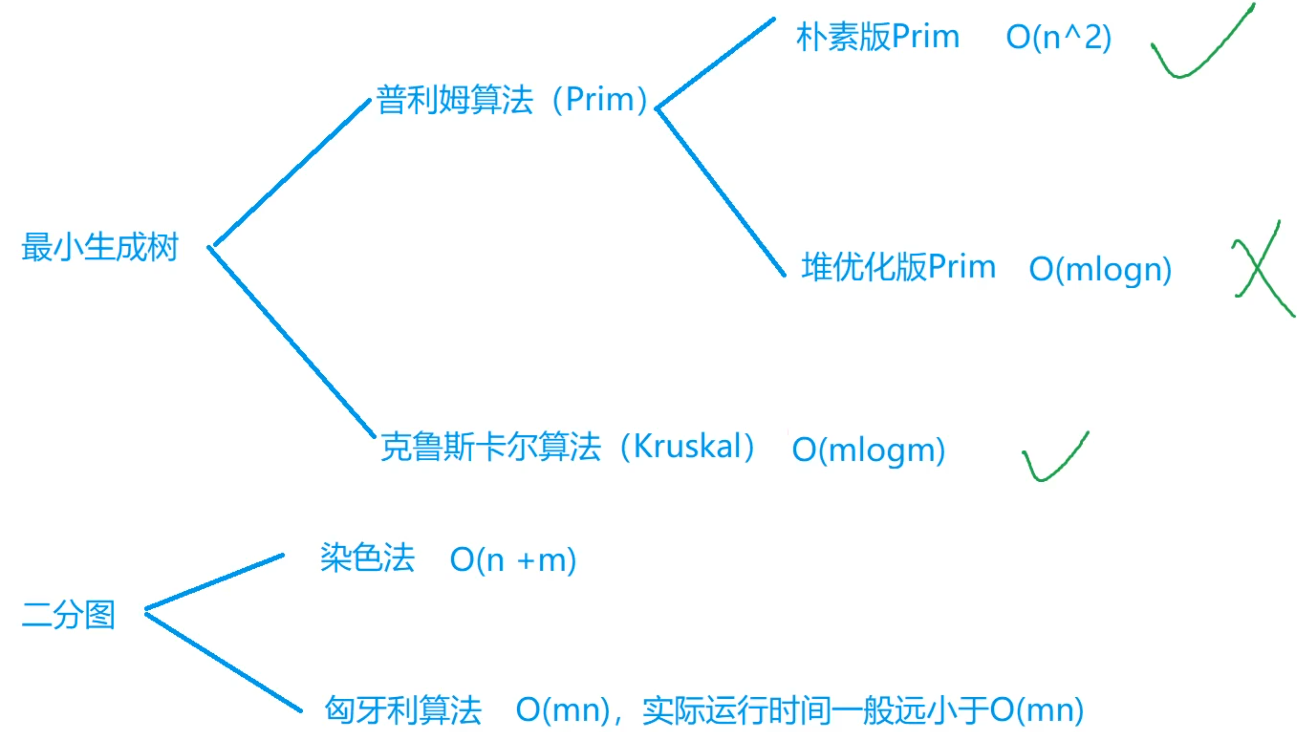 朴素版Prim O(n^2)
普利姆算法（Prim）
最小生成树
堆优化版Prim O(mlogn)
克鲁斯卡尔算法（Kruskal） O(mlogm)
染色法 O(n +m)
二分图
匈牙利算法 O(mn)，实际运行时间一般远小于O(mn)